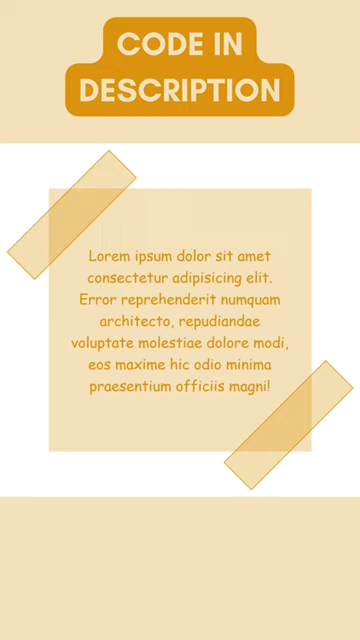 CODE IN
DESCRIPTION
Lorem ipsum dolor sit amet
consectetur adipisicing elit.
Error reprehenderit numquam
architecto, repudiandae
voluptate molestiae dolore modi,
eos maxime hic odio minima
praesentium officiis magni!